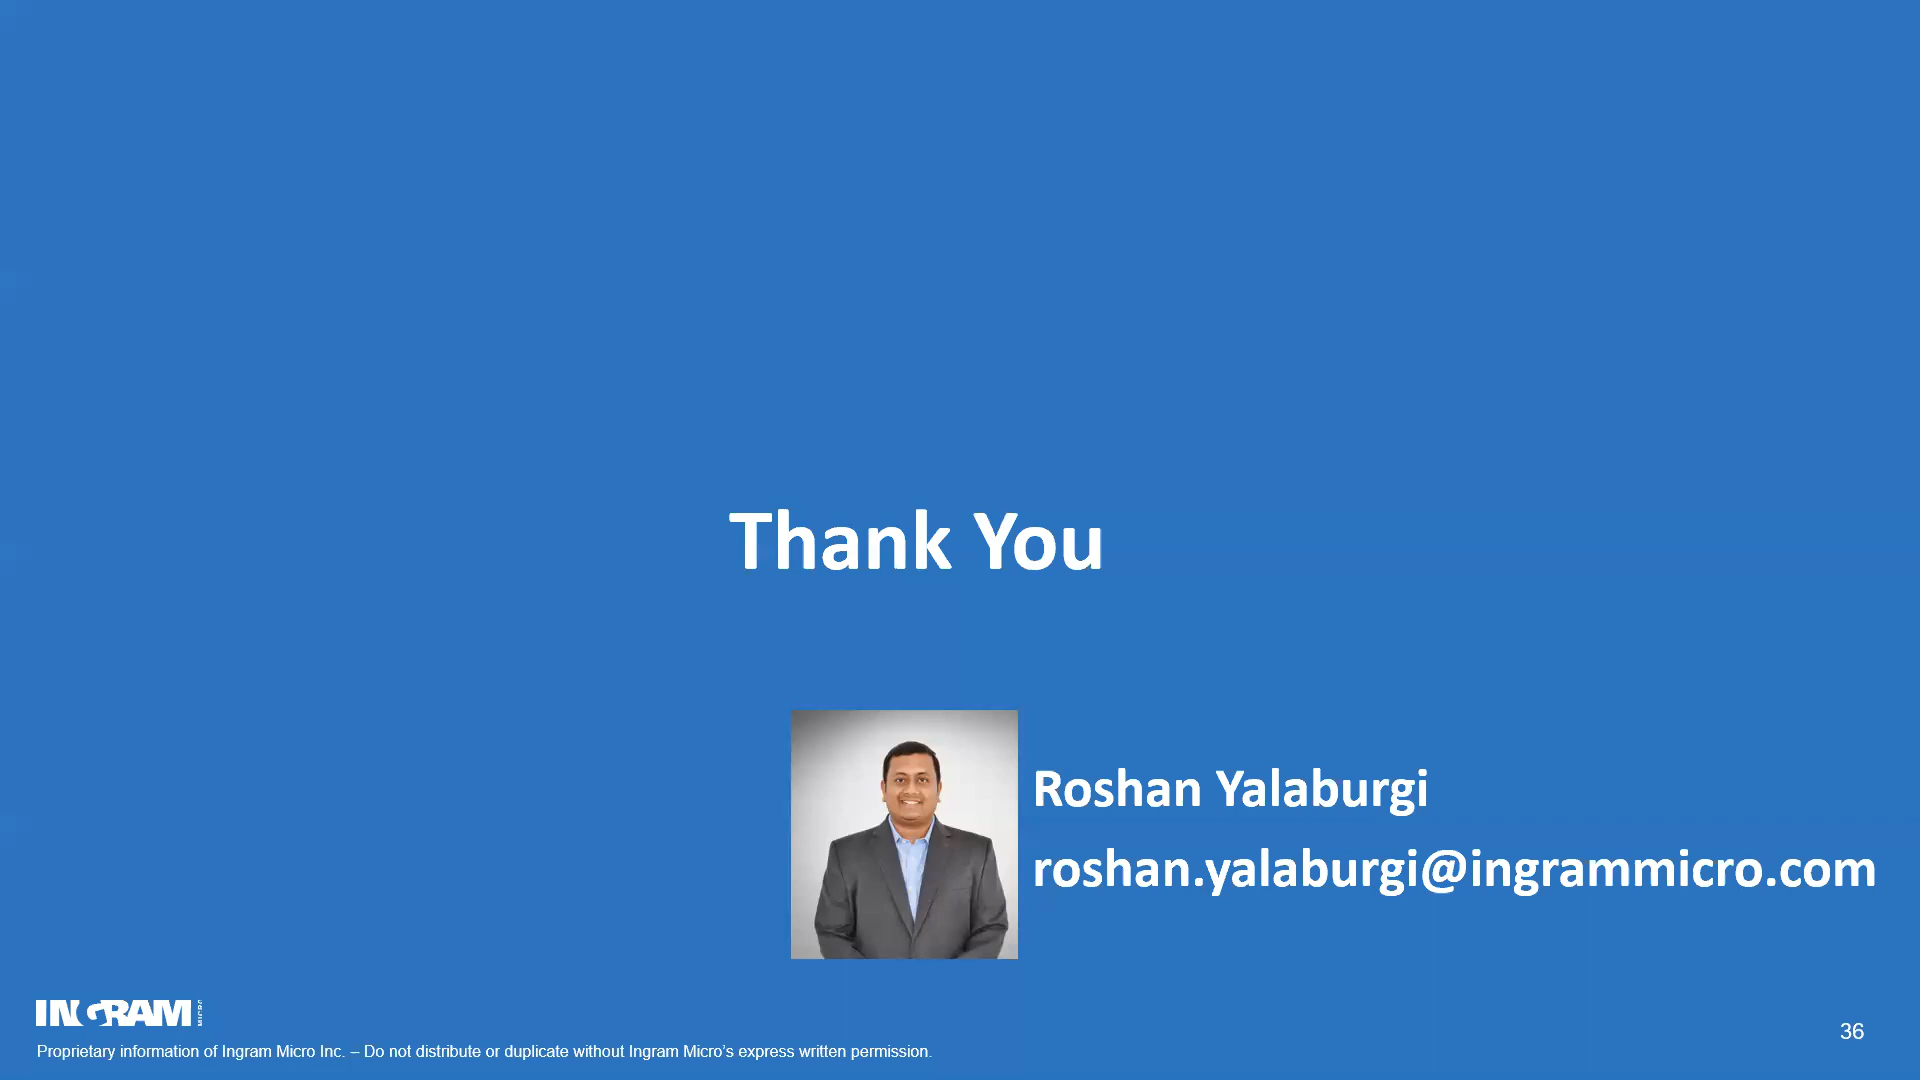 Thank You
Roshan Yalaburgi
roshan.yalaburgi@ingrammicro.com
INGRAM MICRO
36
Proprietary information of Ingram Micro Inc. – Do not distribute or duplicate without Ingram Micro’s express written permission.